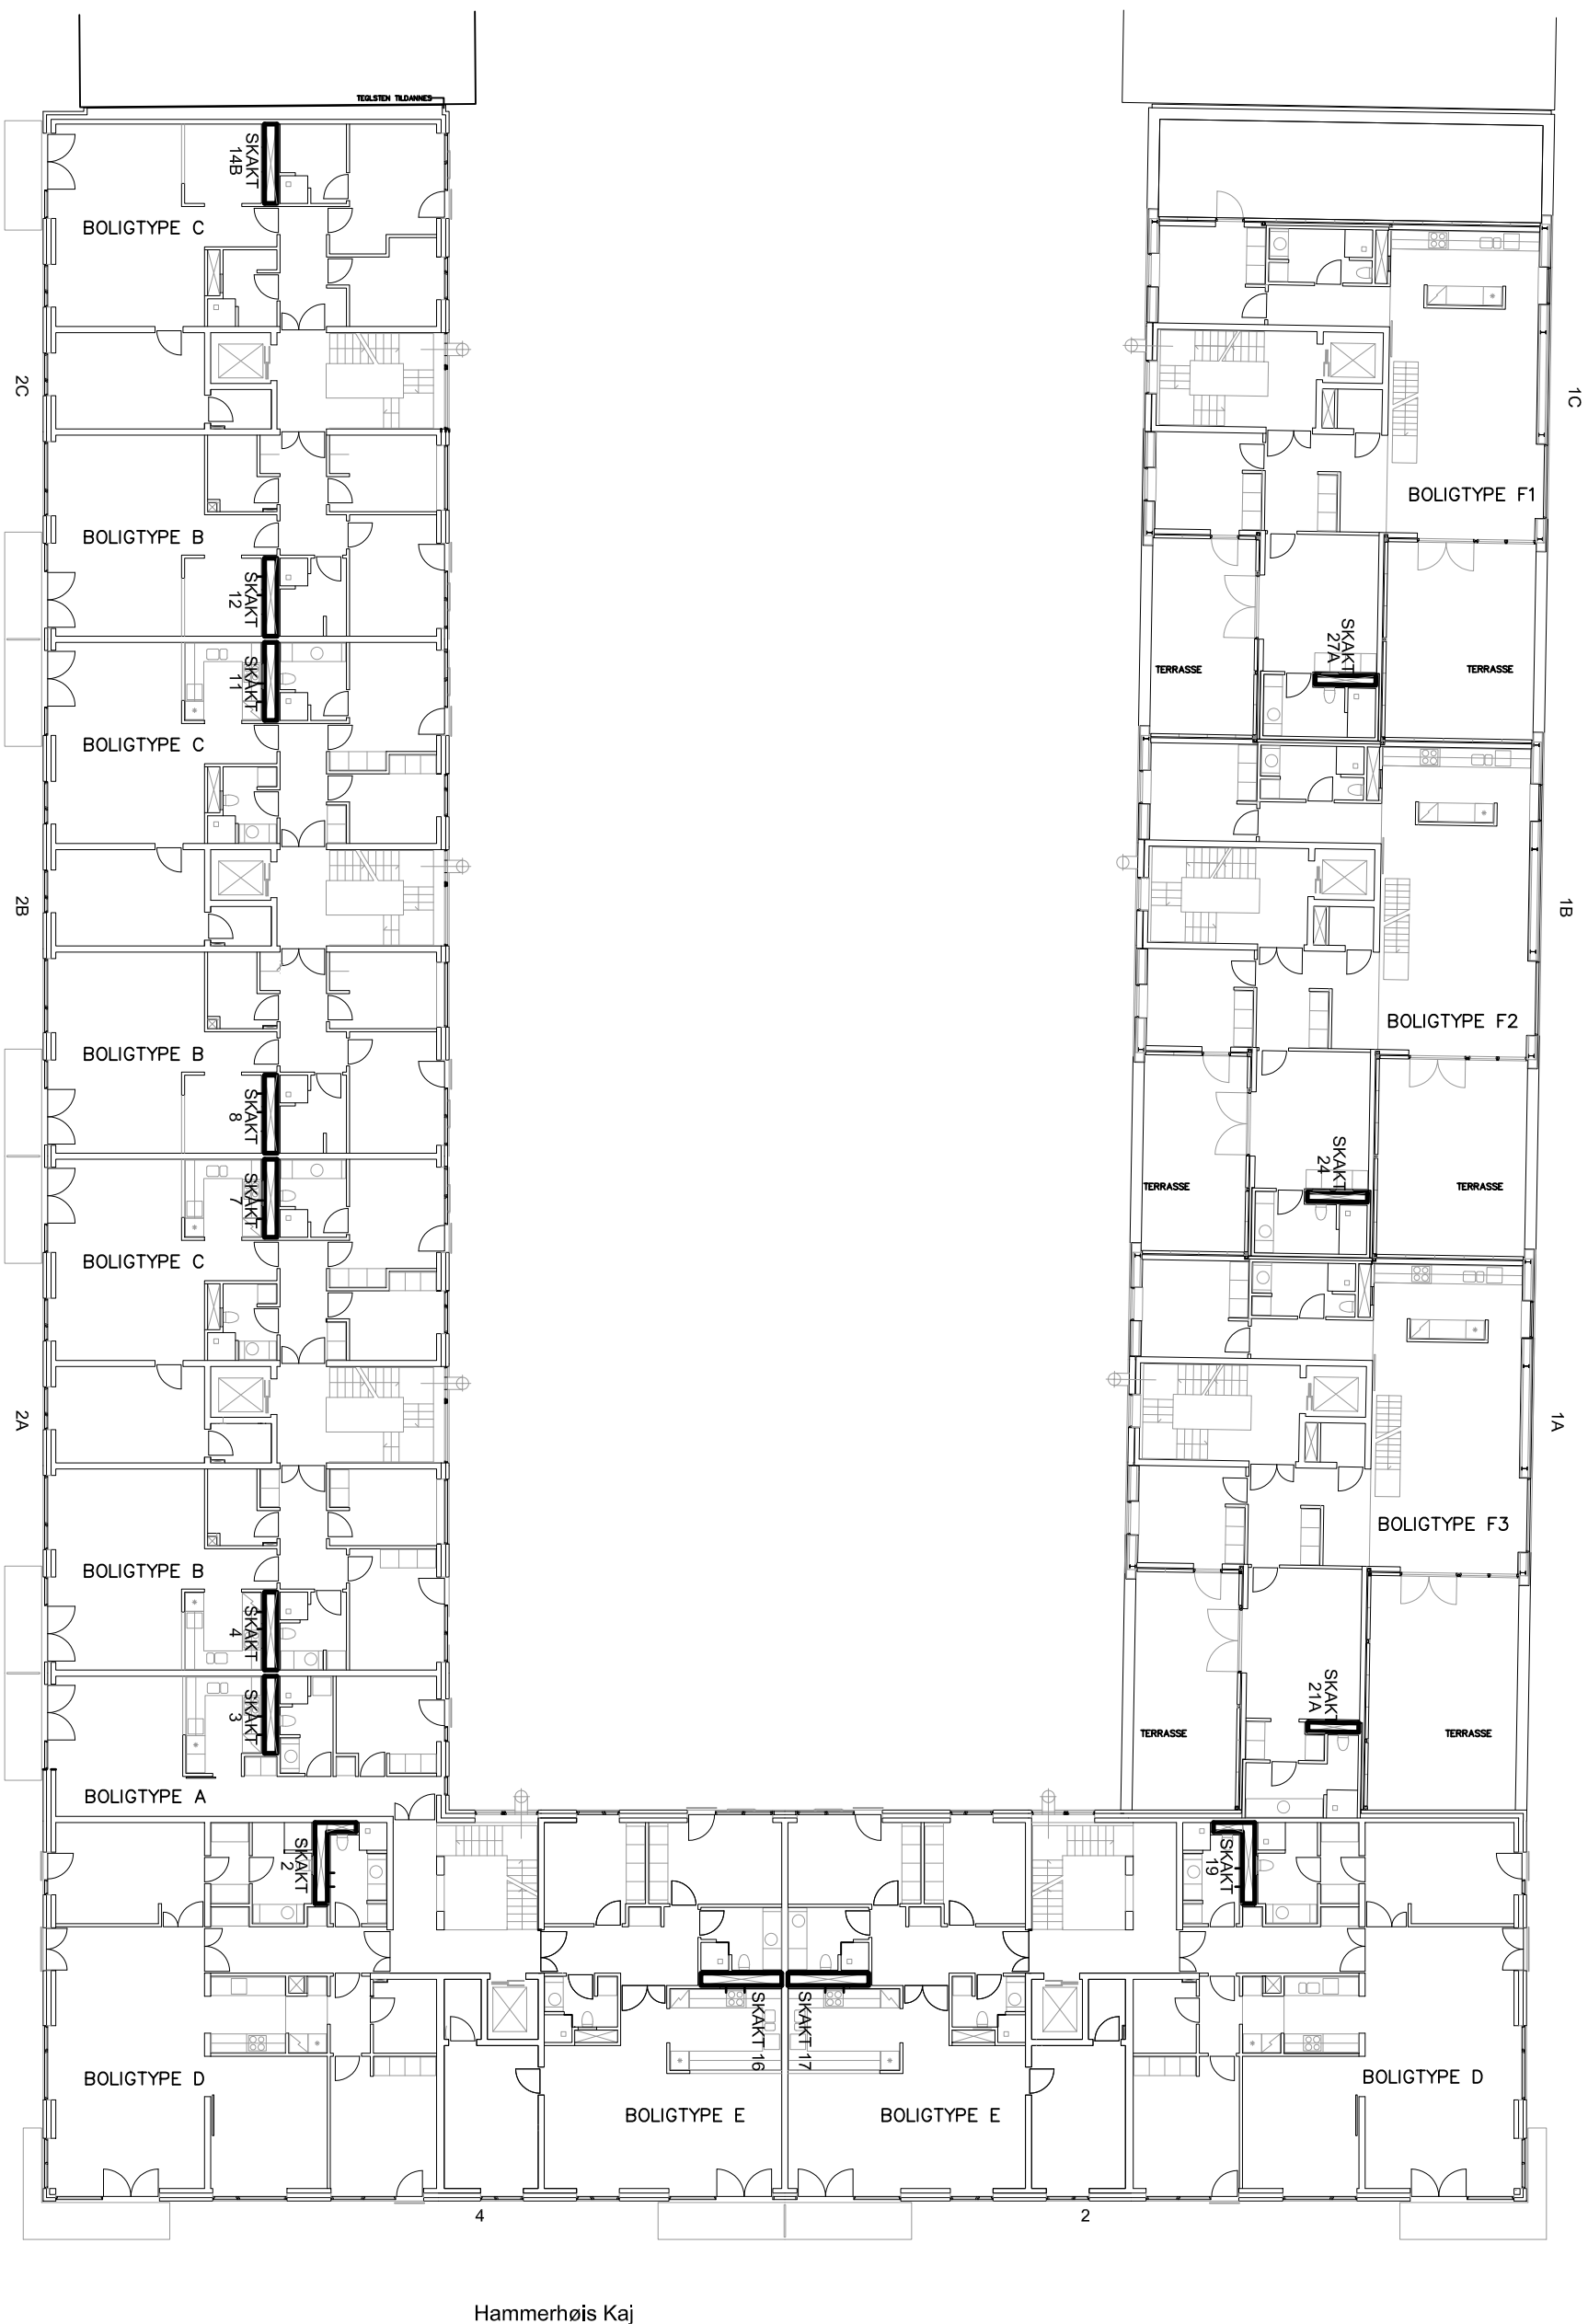 TEGLSTEN TILDANNES
SKAKT
14B
BOLIGTYPE C
2C
BOLIGTYPE B
SKAKT
12
SKAKT
11
BOLIGTYPE C
2B
BOLIGTYPE B
SKAKT
8
SKAKT
7
BOLIGTYPE C
2A
BOLIGTYPE B
SKAKT
4
SKAKT
3
BOLIGTYPE A
SKAKT
2
BOLIGTYPE D
1C
BOLIGTYPE F1
SKAKT
27A
TERRASSE
TERRASSE
1B
BOLIGTYPE F2
SKAKT
24
TERRASSE
TERRASSE
1A
BOLIGTYPE F3
SKAKT
21A
TERRASSE
TERRASSE
SKAKT
19
SKAKT 16
SKAKT 17
BOLIGTYPE E
BOLIGTYPE E
BOLIGTYPE D
4
2
Hammerhøis Kaj